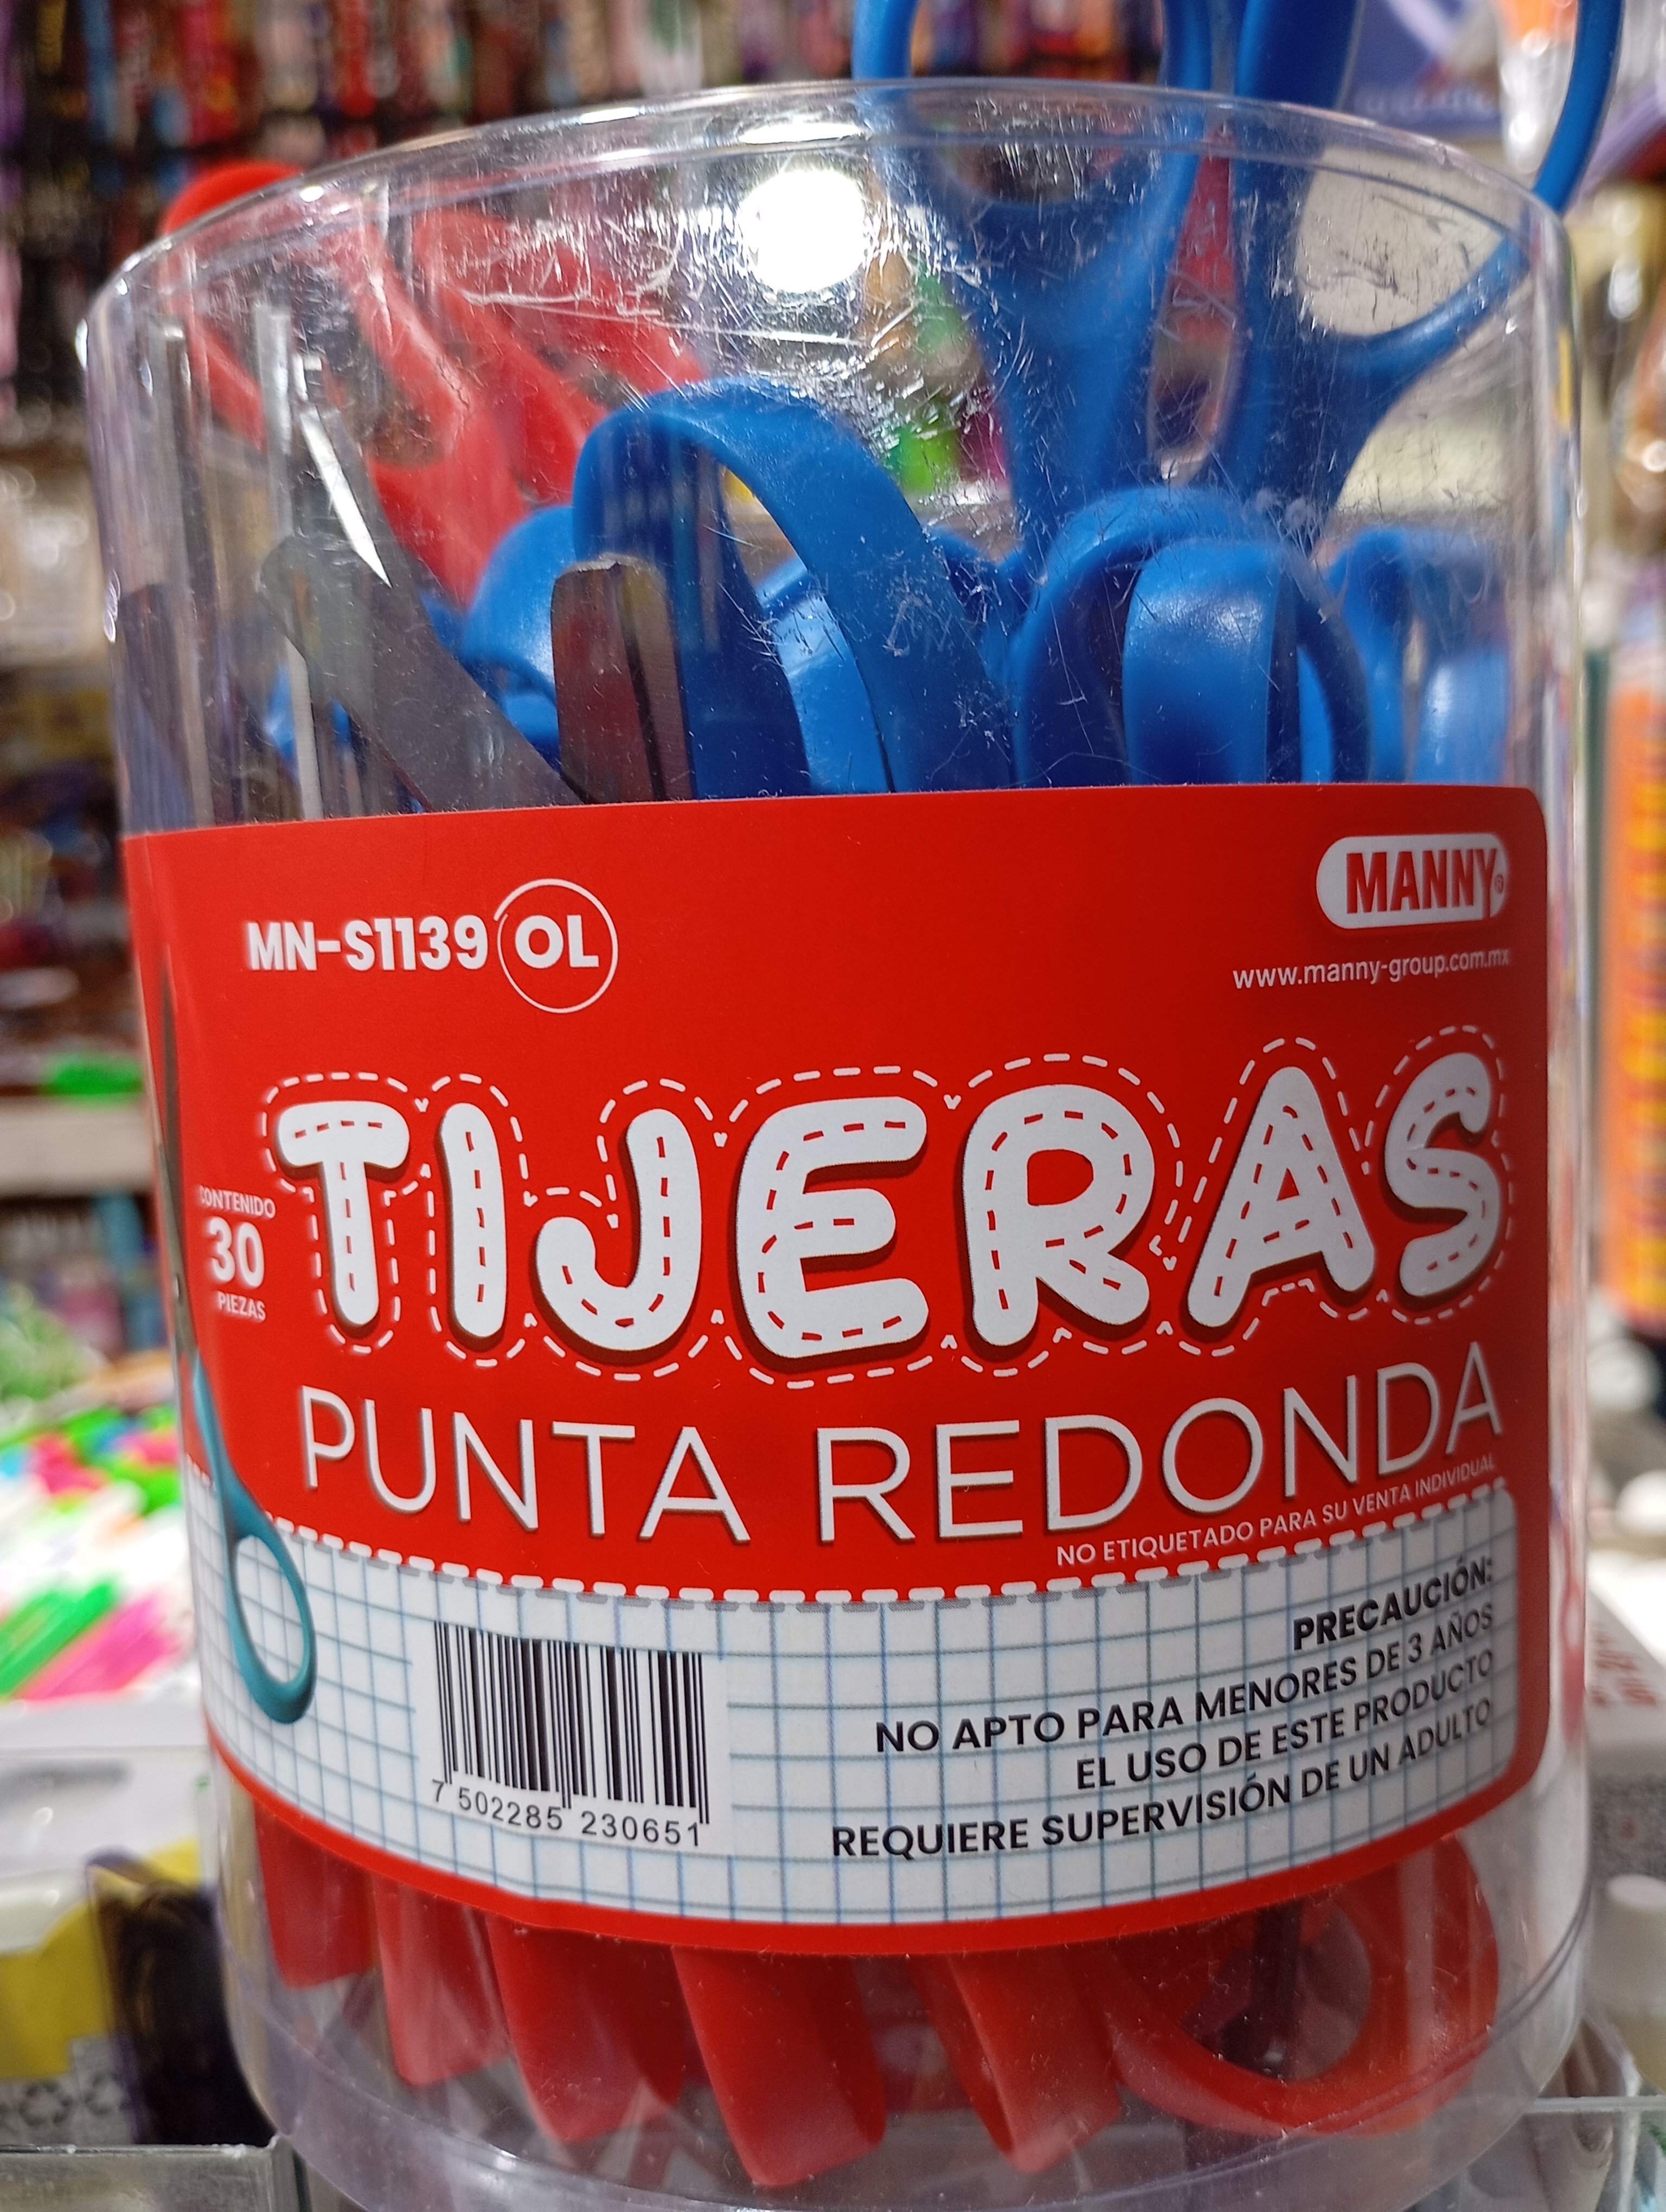 MN-S1139 OL
MANNY®
www.manny-group.com.mx
TIJERAS
CONTENIDO
30
PIEZAS
PUNTA REDONDA
NO ETIQUETADO PARA SU VENTA INDIVIDUAL
PRECAUCIÓN:
NO APTO PARA MENORES DE 3 AÑOS
EL USO DE ESTE PRODUCTO
REQUIERE SUPERVISIÓN DE UN ADULTO
7 502285 230651